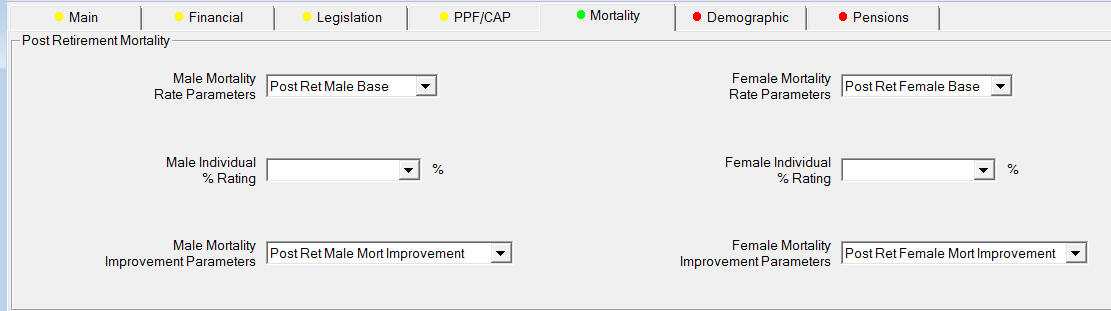 Main
Financial
Legislation
PPF/CAP
Mortality
Demographic
Pensions
Post Retirement Mortality
Male Mortality
Rate Parameters
Post Ret Male Base
Female Mortality
Rate Parameters
Post Ret Female Base
Male Individual
% Rating
%
Female Individual
% Rating
%
Male Mortality
Improvement Parameters
Post Ret Male Mort Improvement
Female Mortality
Improvement Parameters
Post Ret Female Mort Improvement